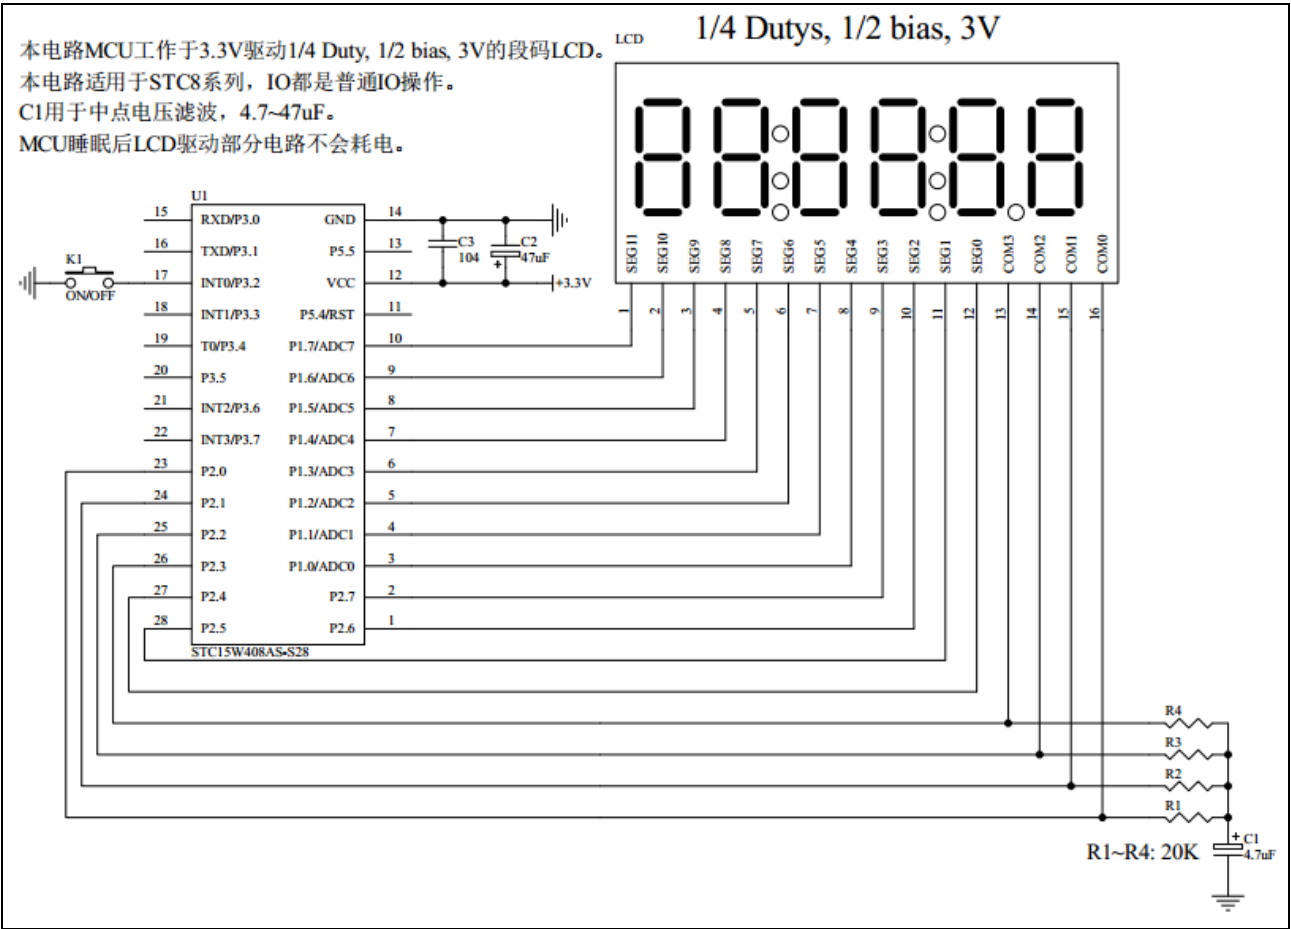 1/4 Dutys, 1/2 bias, 3V
本电路MCU工作于3.3V驱动1/4 Duty, 1/2 bias, 3V的段码LCD。
本电路适用于STC8系列，IO都是普通IO操作。
C1用于中点电压滤波，4.7~47uF。
MCU睡眠后LCD驱动部分电路不会耗电。
LCD
SEG11 SEG10 SEG9 SEG8 SEG7 SEG6 SEG5 SEG4 SEG3 SEG2 SEG1 SEG0 COM3 COM2 COM1 COM0
1 2 3 4 5 6 7 8 9 10 11 12 13 14 15 16
U1
15 RXD/P3.0 GND 14
16 TXD/P3.1 P5.5 13
17 INT0/P3.2 VCC 12
18 INT1/P3.3 P5.4/RST 11
19 T0/P3.4 P1.7/ADC7 10
20 P3.5 P1.6/ADC6 9
21 INT2/P3.6 P1.5/ADC5 8
22 INT3/P3.7 P1.4/ADC4 7
23 P2.0 P1.3/ADC3 6
24 P2.1 P1.2/ADC2 5
25 P2.2 P1.1/ADC1 4
26 P2.3 P1.0/ADC0 3
27 P2.4 P2.7 2
28 P2.5 P2.6 1
STC15W408AS-S28
K1
ON/OFF
C3
104
C2
+
47uF
+3.3V
R4
R3
R2
R1
R1~R4: 20K
+ C1
4.7uF